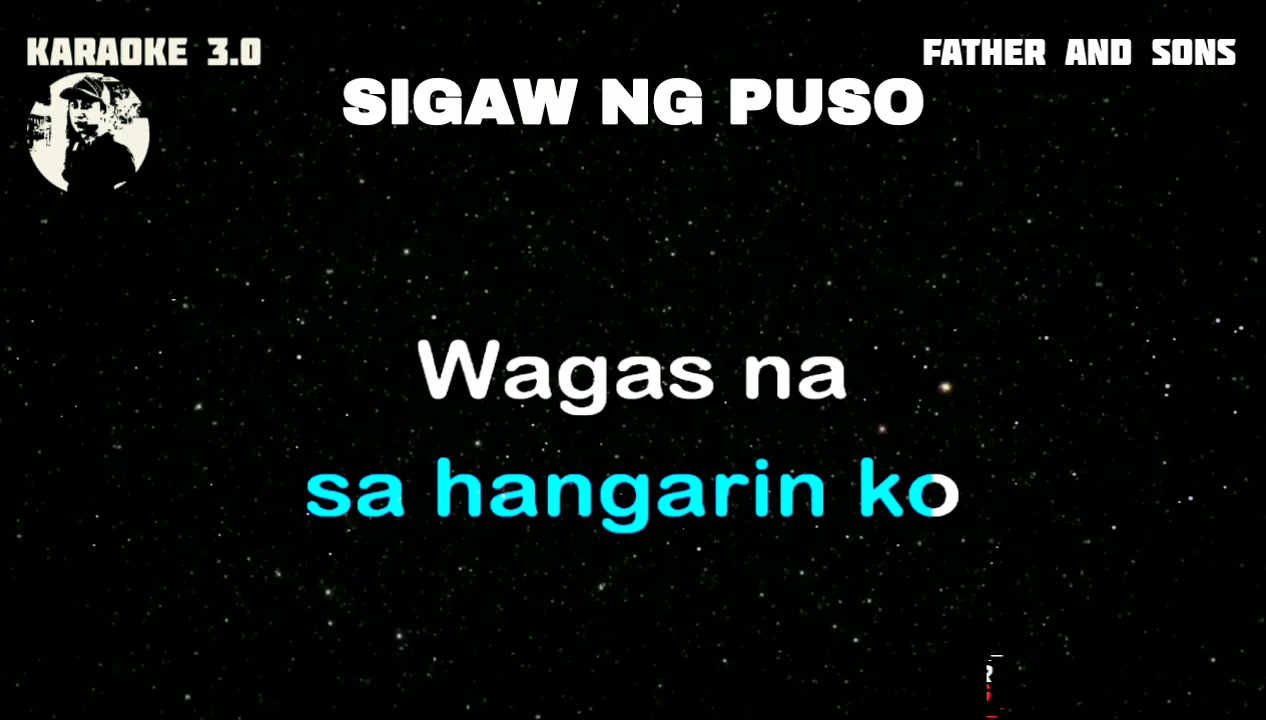 KARAOKE 3.0
FATHER AND SONS
SIGAW NG PUSO
Wagas na
sa hangarin ko